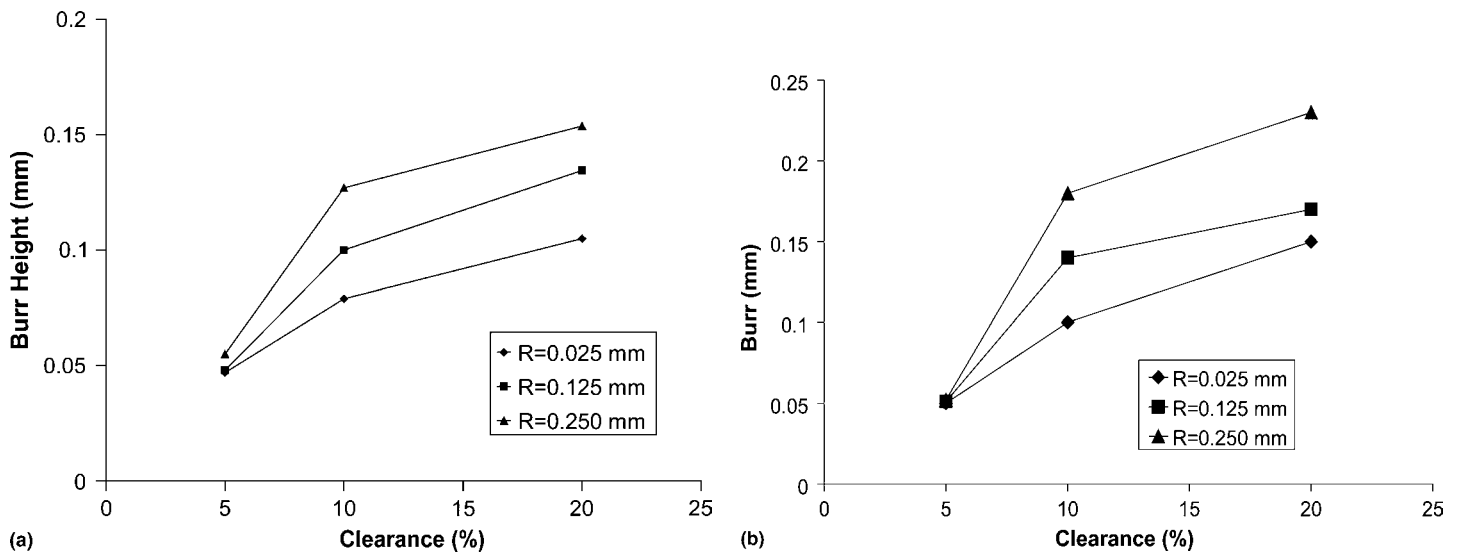 0.2
0.15
0.1
0.05
0
Burr Height (mm)
0 5 10 15 20 25
Clearance (%)
R=0.025 mm
R=0.125 mm
R=0.250 mm
(a)
0.25
0.2
0.15
0.1
0.05
0
Burr (mm)
0 5 10 15 20 25
Clearance (%)
R=0.025 mm
R=0.125 mm
R=0.250 mm
(b)